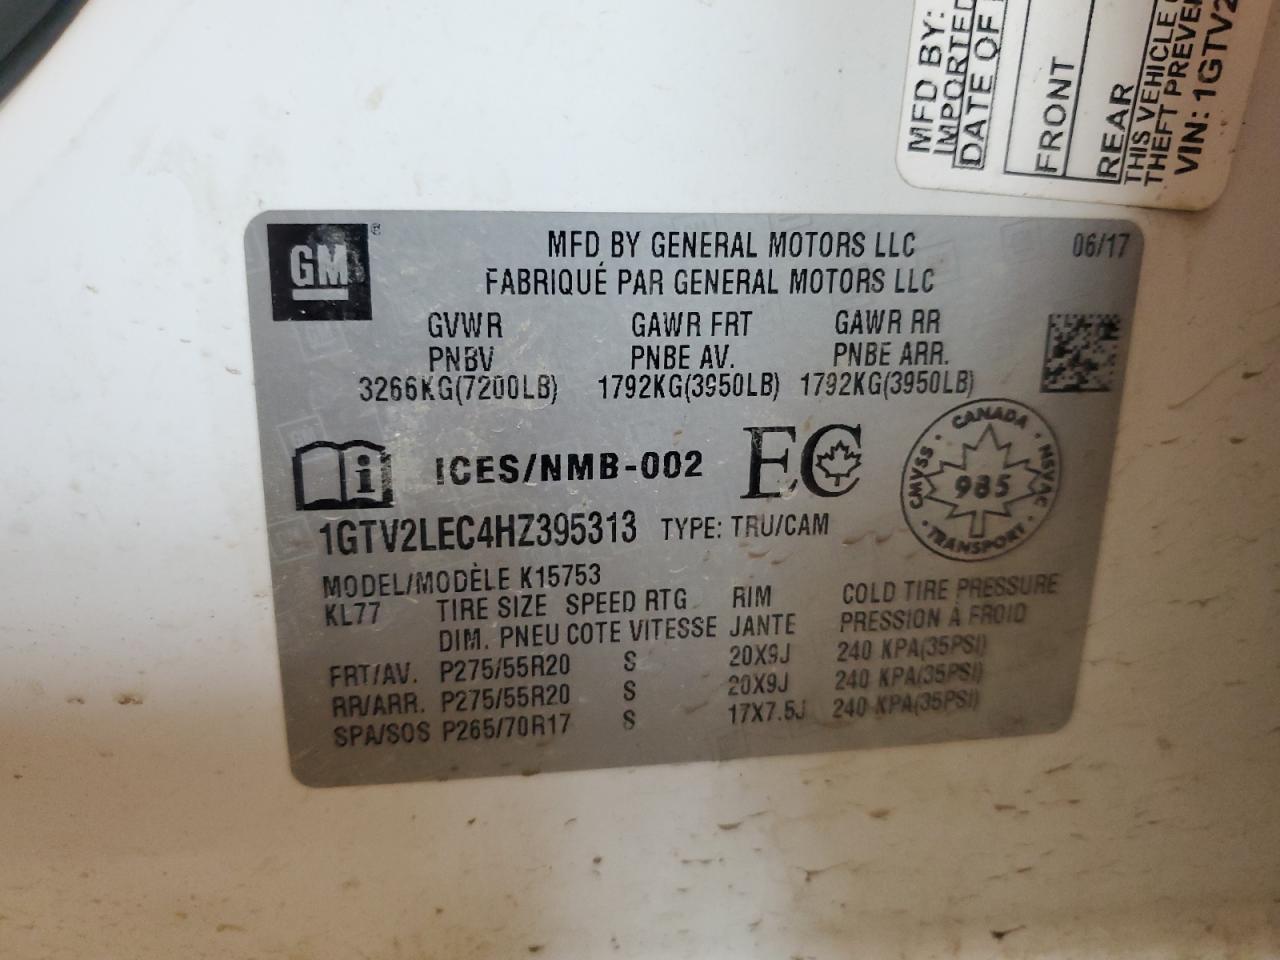 MFD BY:
IMPORTED
DATE OF
FRONT
REAR
THIS VEHICLE
THEFT PREVE
VIN: 1GTV2
GM
®
MFD BY GENERAL MOTORS LLC 06/17
FABRIQUÉ PAR GENERAL MOTORS LLC
GVWR GAWR FRT GAWR RR
PNBV PNBE AV. PNBE ARR.
3266KG(7200LB) 1792KG(3950LB) 1792KG(3950LB)
i ICES/NMB-002 EC
CANADA
CMVSS 985 NSVAC
TRANSPORT
1GTV2LEC4HZ395313 TYPE: TRU/CAM
MODEL/MODÈLE K15753
KL77 TIRE SIZE SPEED RTG RIM COLD TIRE PRESSURE
DIM. PNEU COTE VITESSE JANTE PRESSION À FROID
FRT/AV. P275/55R20 S 20X9J 240 KPA(35PSI)
RR/ARR. P275/55R20 S 20X9J 240 KPA(35PSI)
SPA/SOS P265/70R17 S 17X7.5J 240 KPA(35PSI)